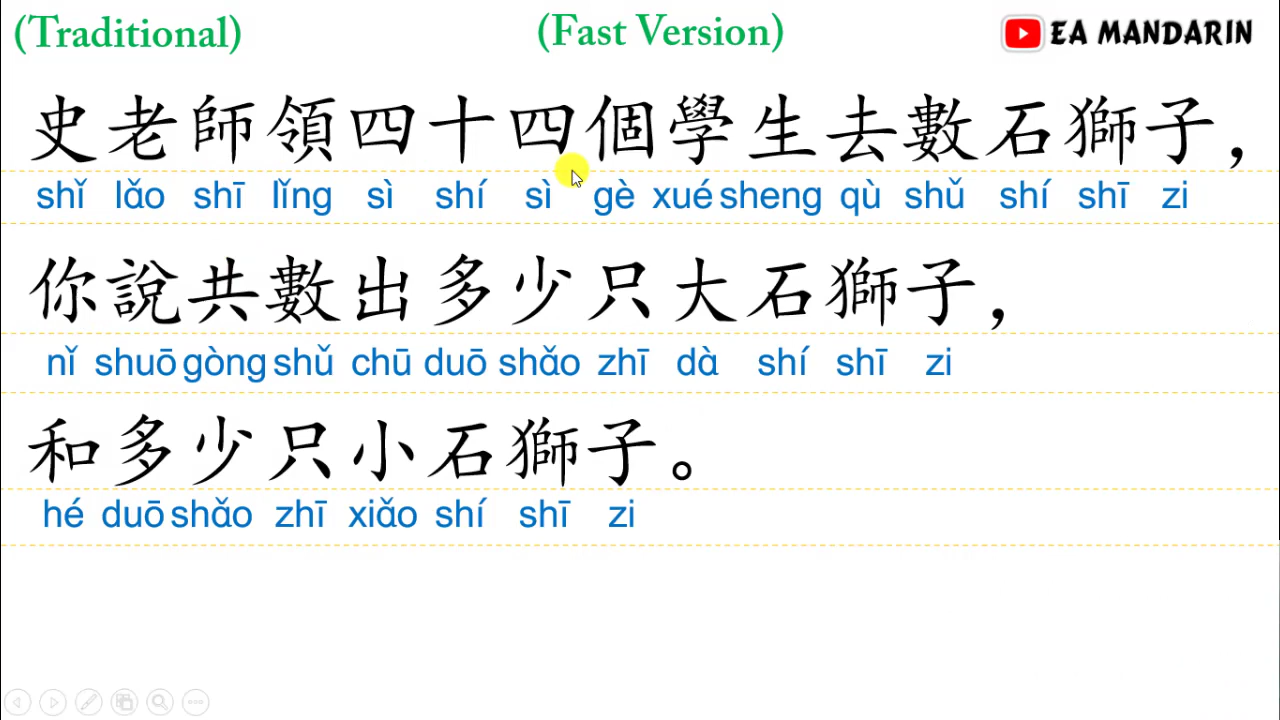 (Traditional) (Fast Version) EA MANDARIN
史老師領四十四個學生去數石獅子，
shǐ lǎo shī lǐng sì shí sì gè xué sheng qù shǔ shí shī zi
你說共數出多少只大石獅子，
nǐ shuō gòng shǔ chū duō shǎo zhī dà shí shī zi
和多少只小石獅子。
hé duō shǎo zhī xiǎo shí shī zi